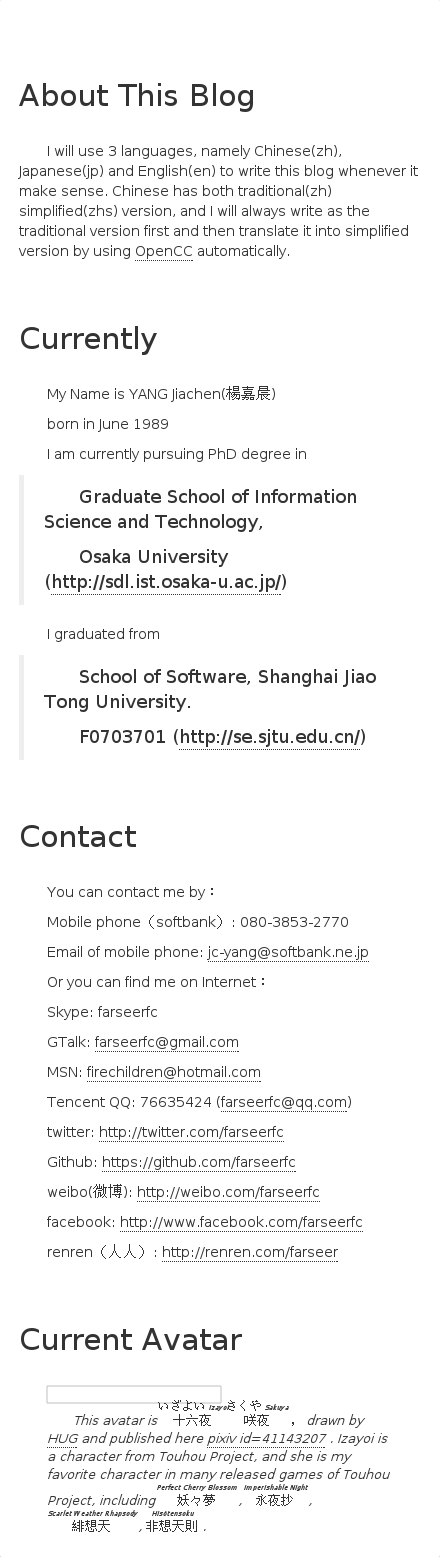 About This Blog
I will use 3 languages, namely Chinese(zh),
Japanese(jp) and English(en) to write this blog whenever it
make sense. Chinese has both traditional(zh)
simplified(zhs) version, and I will always write as the
traditional version first and then translate it into simplified
version by using OpenCC automatically.
Currently
My Name is YANG Jiachen(楊嘉晨)
born in June 1989
I am currently pursuing PhD degree in
Graduate School of Information
Science and Technology,
Osaka University
(http://sdl.ist.osaka-u.ac.jp/)
I graduated from
School of Software, Shanghai Jiao
Tong University.
F0703701 (http://se.sjtu.edu.cn/)
Contact
You can contact me by：
Mobile phone（softbank）: 080-3853-2770
Email of mobile phone: jc-yang@softbank.ne.jp
Or you can find me on Internet：
Skype: farseerfc
GTalk: farseerfc@gmail.com
MSN: firechildren@hotmail.com
Tencent QQ: 76635424 (farseerfc@qq.com)
twitter: http://twitter.com/farseerfc
Github: https://github.com/farseerfc
weibo(微博): http://weibo.com/farseerfc
facebook: http://www.facebook.com/farseerfc
renren（人人）: http://renren.com/farseer
Current Avatar
いざよい Izayoi さくや Sakuya
This avatar is 十六夜 咲夜 ， drawn by
HUG and published here pixiv id=41143207 . Izayoi is
a character from Touhou Project, and she is my
favorite character in many released games of Touhou
Perfect Cherry Blossom Imperishable Night
Project, including 妖々夢 , 永夜抄 ,
Scarlet Weather Rhapsody Hisōtensoku
緋想天 , 非想天則 .